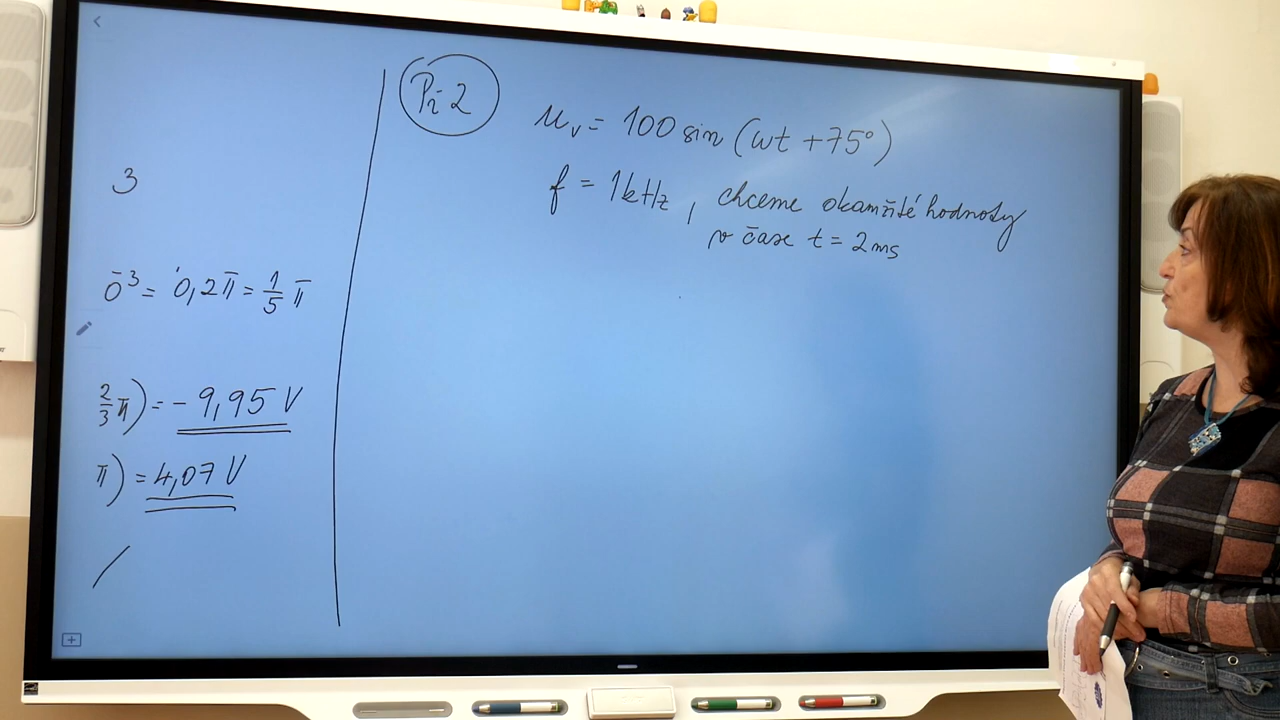 3
0^3 = 0,2π = 1/5 π
2/3 π) = - 9,95 V
π) = 4,07 V
/
Př 2
u_v = 100 sin (ωt + 75°)
f = 1kHz, chceme okamžité hodnoty
v čase t = 2ms